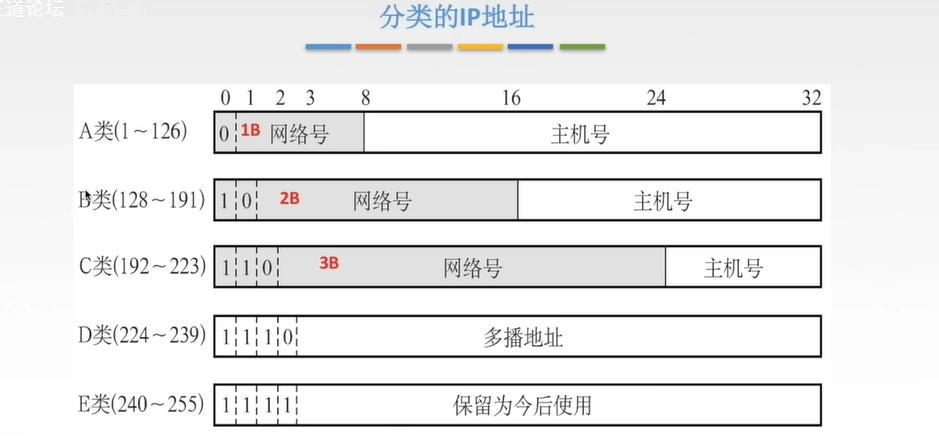 分类的IP地址
0 1 2 3 8 16 24 32
A类(1～126) 0 1B 网络号 主机号
B类(128～191) 1 0 2B 网络号 主机号
C类(192～223) 1 1 0 3B 网络号 主机号
D类(224～239) 1 1 1 0 多播地址
E类(240～255) 1 1 1 1 保留为今后使用